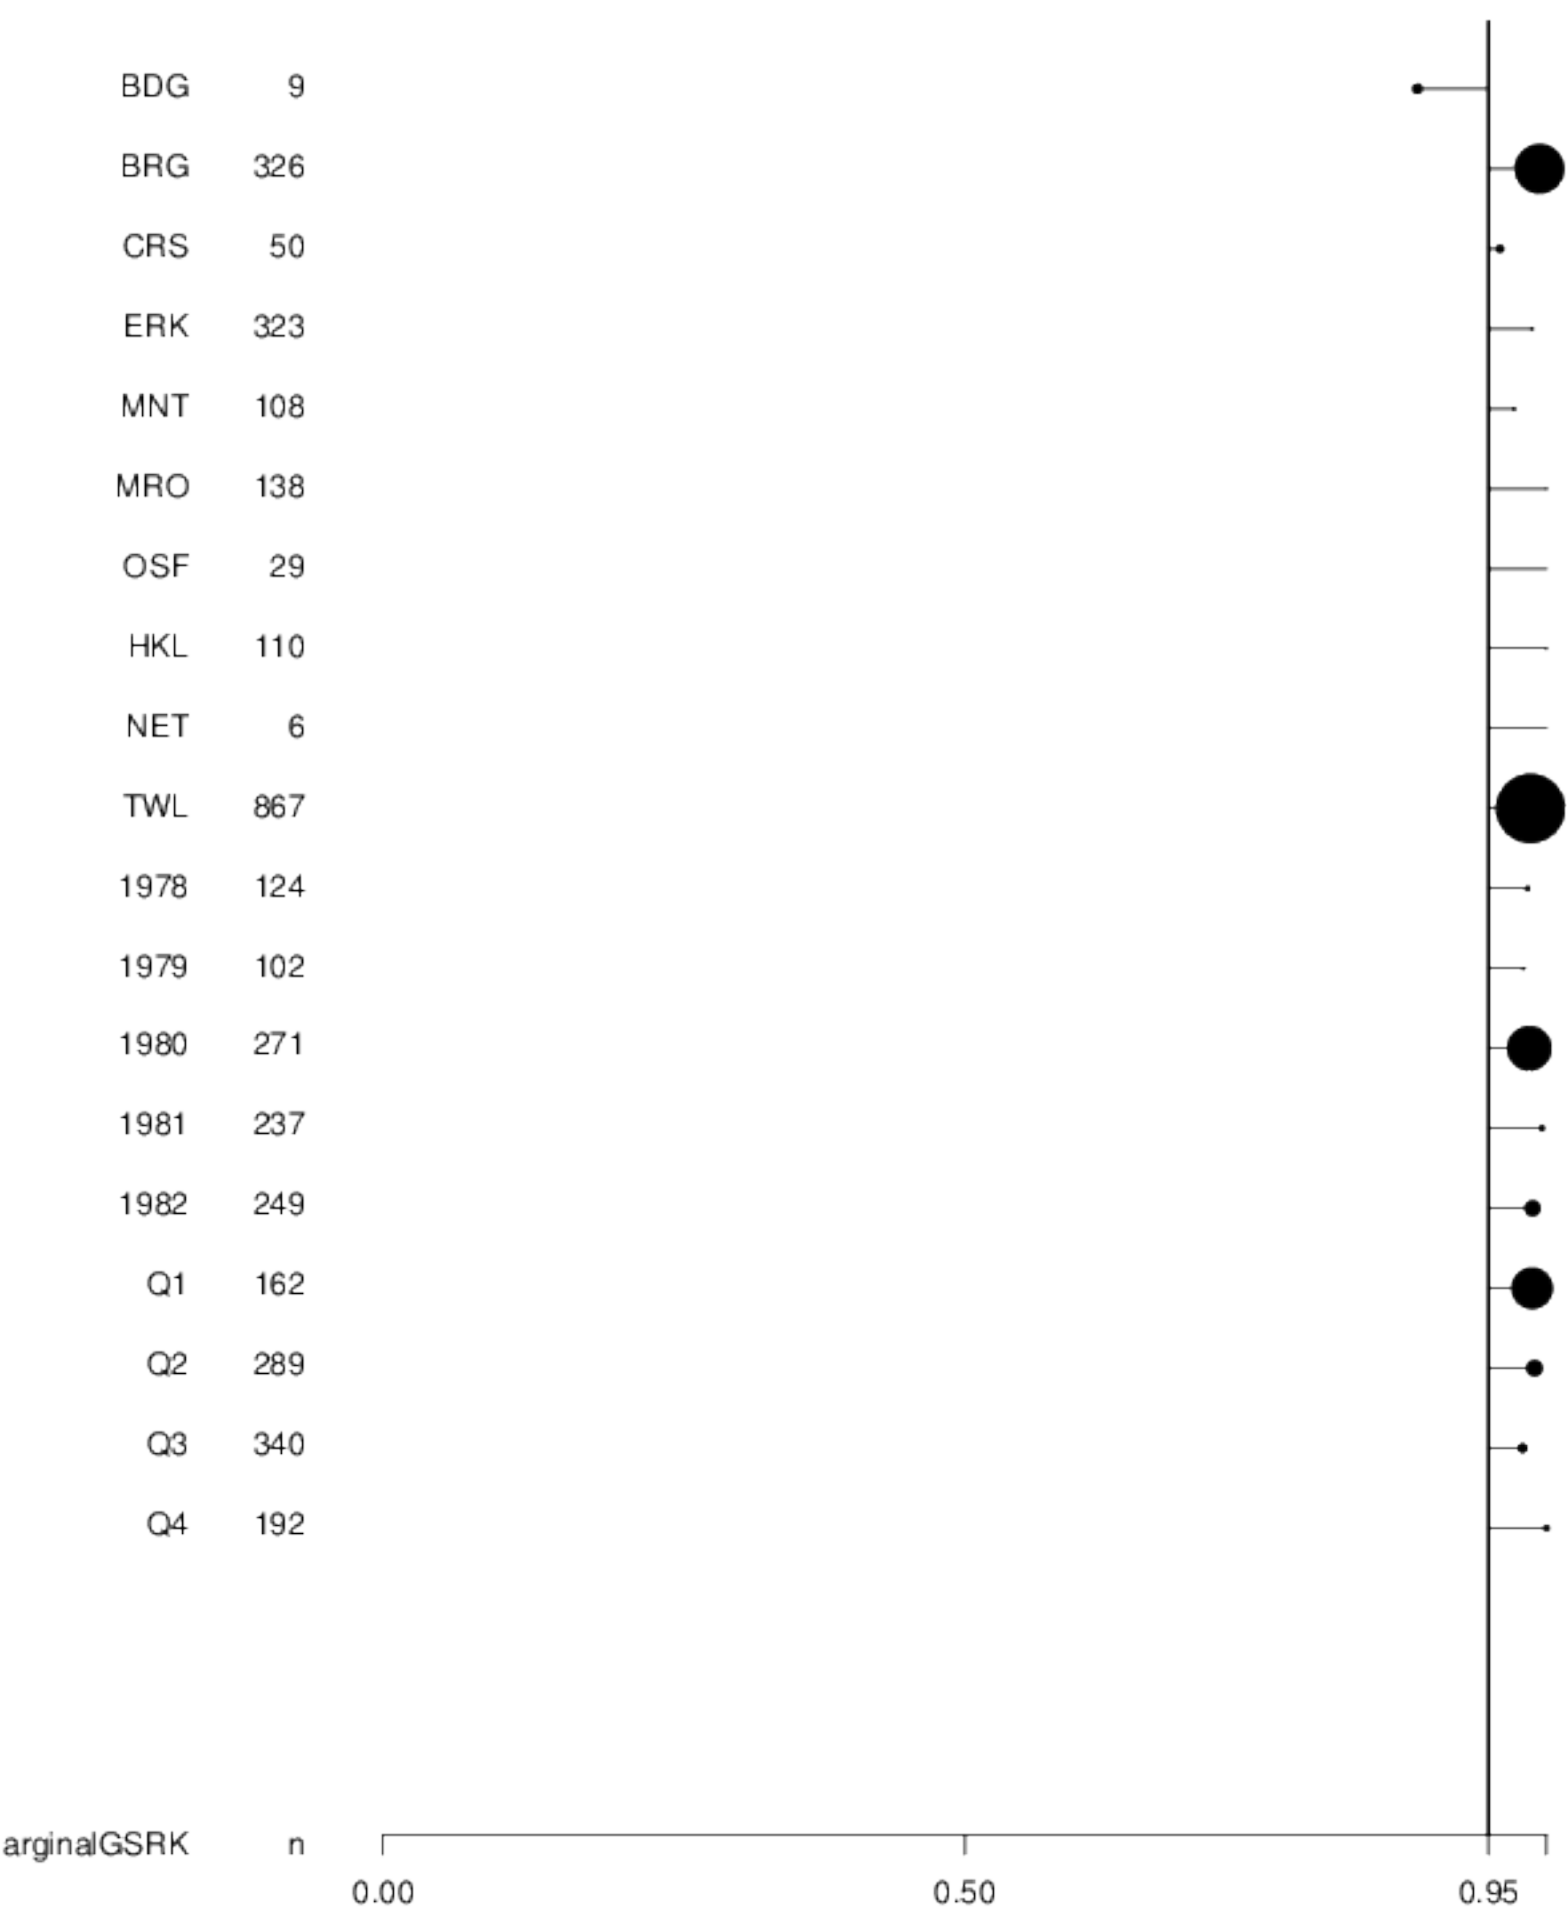 BDG 9
BRG 326
CRS 50
ERK 323
MNT 108
MRO 138
OSF 29
HKL 110
NET 6
TWL 867
1978 124
1979 102
1980 271
1981 237
1982 249
Q1 162
Q2 289
Q3 340
Q4 192
arginalGSRK n
0.00 0.50 0.95